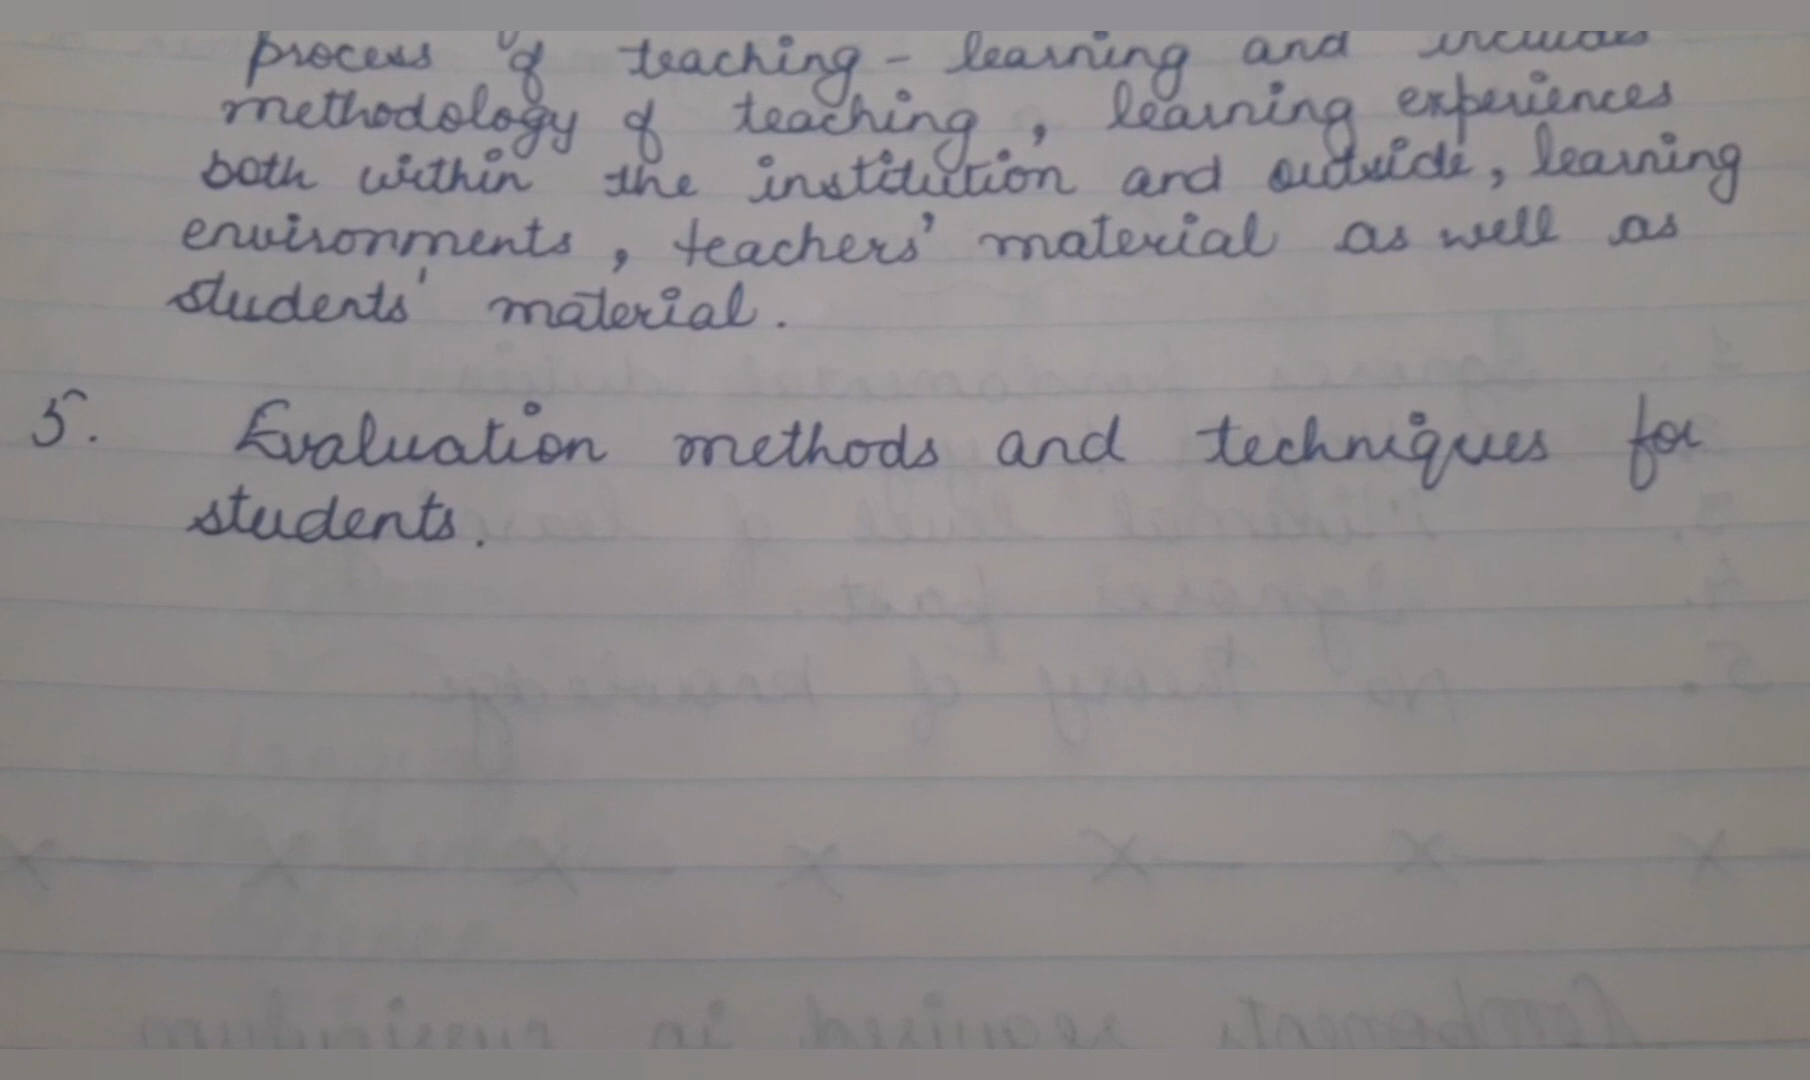 process of teaching - learning and includes
methodology of teaching, learning experiences
both within the institution and outside, learning
environments, teachers' material as well as
students' material.
5. Evaluation methods and techniques for
students.